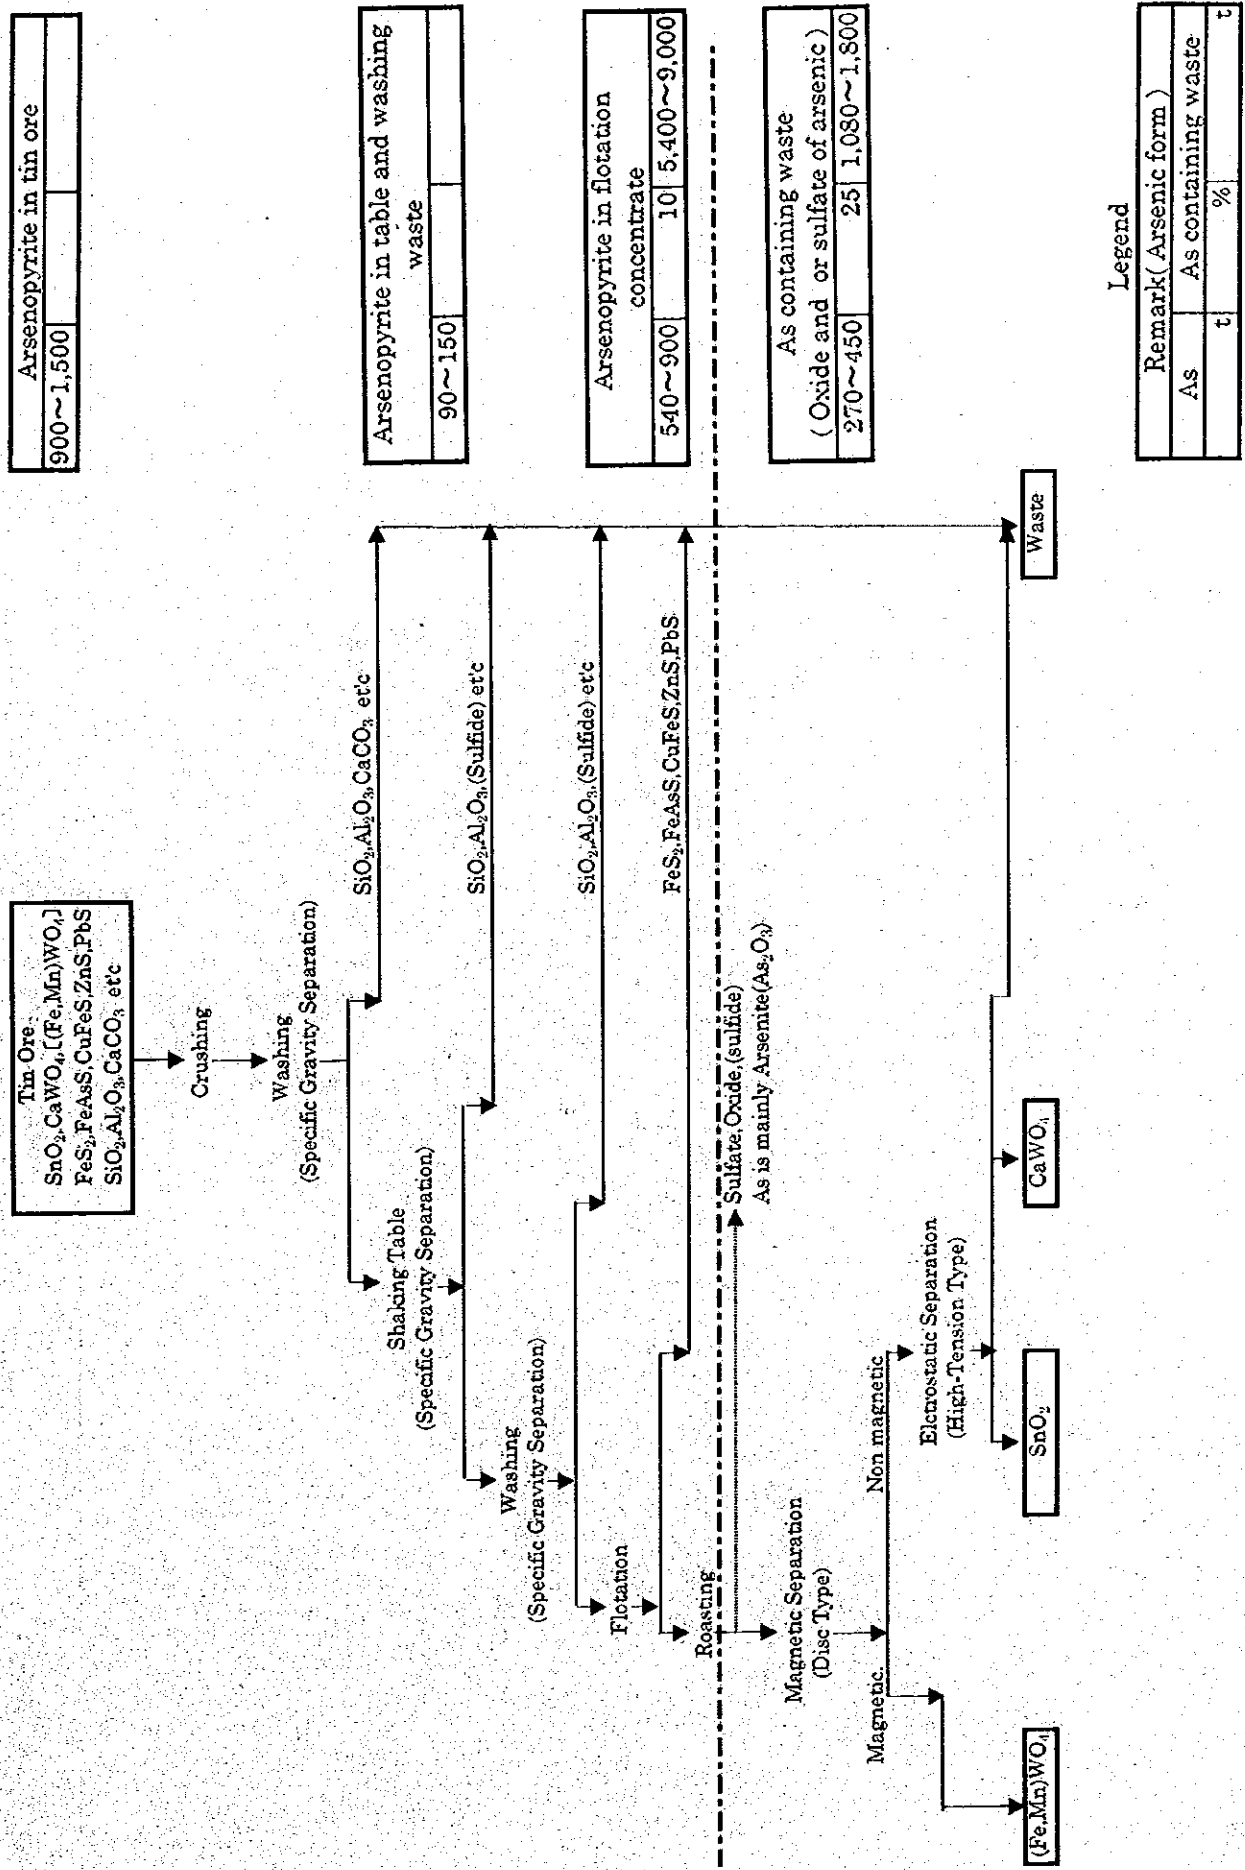 Tin Ore
SnO₂,CaWO₄,[(Fe,Mn)WO₄]
FeS₂,FeAsS,CuFeS,ZnS,PbS
SiO₂,Al₂O₃,CaCO₃ et'c
Crushing
Washing
(Specific Gravity Separation)
SiO₂,Al₂O₃,CaCO₃ et'c
Shaking Table
(Specific Gravity Separation)
SiO₂,Al₂O₃,(Sulfide) et'c
Washing
(Specific Gravity Separation)
SiO₂,Al₂O₃,(Sulfide) et'c
Flotation
FeS₂,FeAsS,CuFeS,ZnS,PbS
Roasting
Sulfate,Oxide,(sulfide)
As is mainly Arsenite(As₂O₃)
Magnetic Separation
(Disc Type)
Magnetic
Non magnetic
Elctrostatic Separation
(High-Tension Type)
(Fe,Mn)WO₄
SnO₂
CaWO₄
Waste
Arsenopyrite in tin ore
900～1,500
Arsenopyrite in table and washing
waste
90～150
Arsenopyrite in flotation
concentrate
540～900 10 5,400～9,000
As containing waste
( Oxide and or sulfate of arsenic )
270～450 25 1,080～1,800
Legend
Remark( Arsenic form )
As As containing waste
t % t